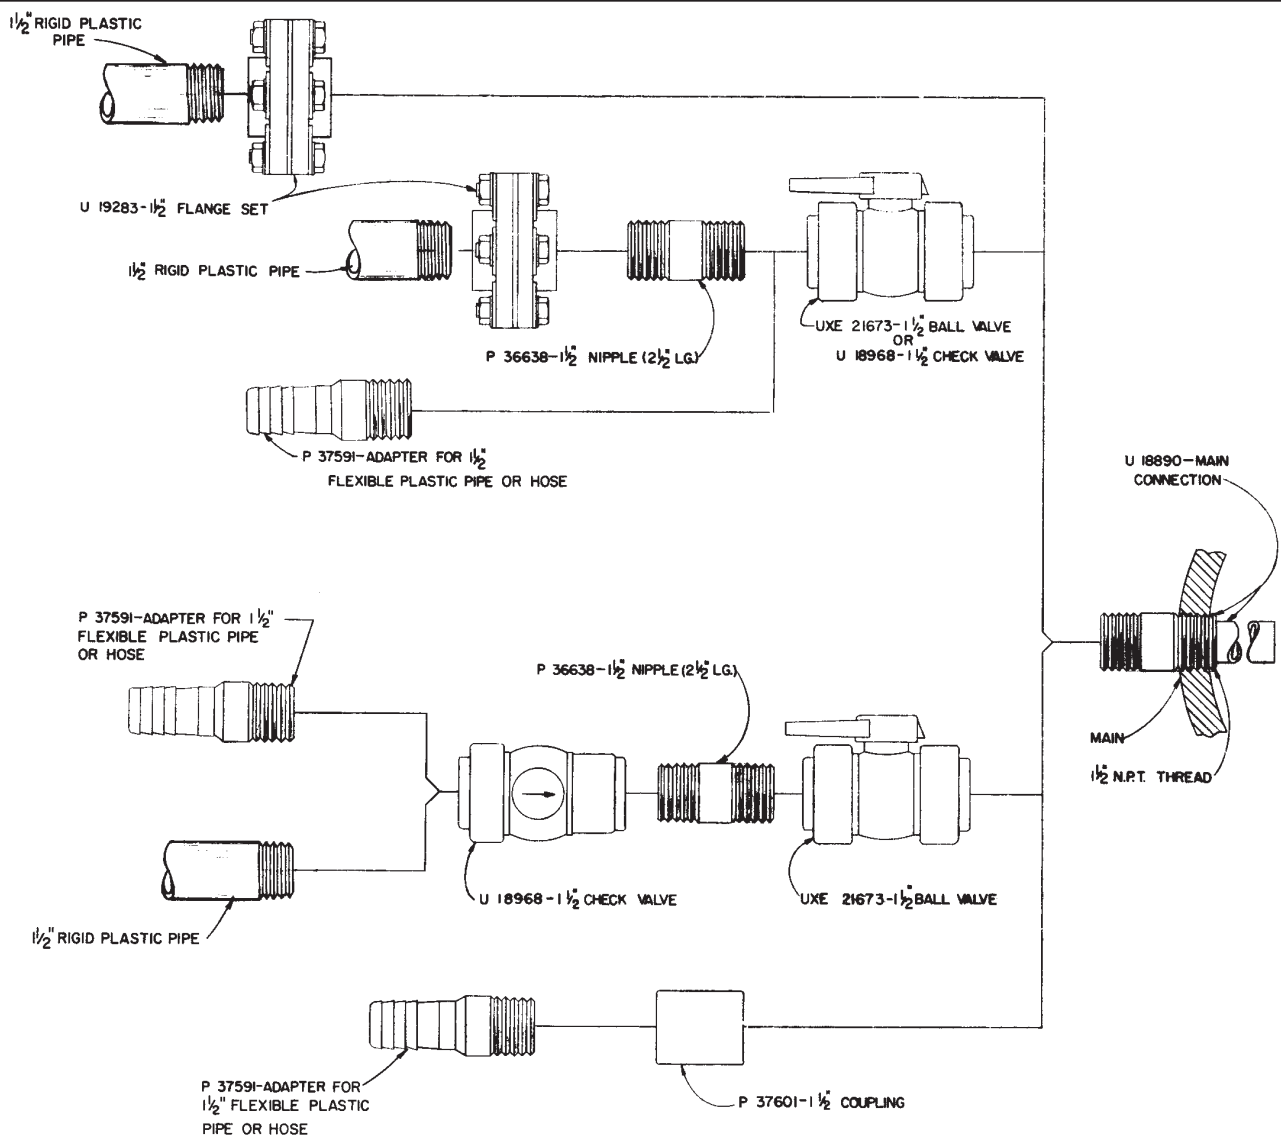 1½" RIGID PLASTIC
PIPE
U 19283-1½" FLANGE SET
1½" RIGID PLASTIC PIPE
P 36638-1½" NIPPLE (2½" LG.)
UXE 21673-1½" BALL VALVE
OR
U 18968-1½" CHECK VALVE
P 37591-ADAPTER FOR 1½"
FLEXIBLE PLASTIC PIPE OR HOSE
U 18890-MAIN
CONNECTION
MAIN
1½" N.P.T. THREAD
P 37591-ADAPTER FOR 1½"
FLEXIBLE PLASTIC PIPE
OR HOSE
P 36638-1½" NIPPLE (2½" LG.)
U 18968-1½" CHECK VALVE
UXE 21673-1½" BALL VALVE
1½" RIGID PLASTIC PIPE
P 37591-ADAPTER FOR
1½" FLEXIBLE PLASTIC
PIPE OR HOSE
P 37601-1½" COUPLING